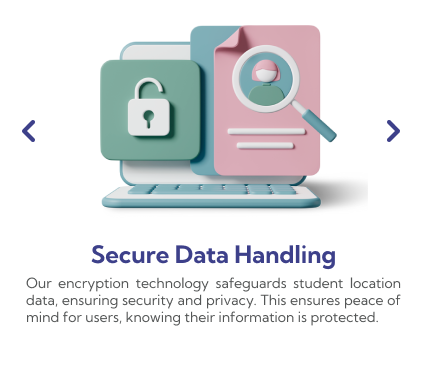 Secure Data Handling
Our encryption technology safeguards student location
data, ensuring security and privacy. This ensures peace of
mind for users, knowing their information is protected.